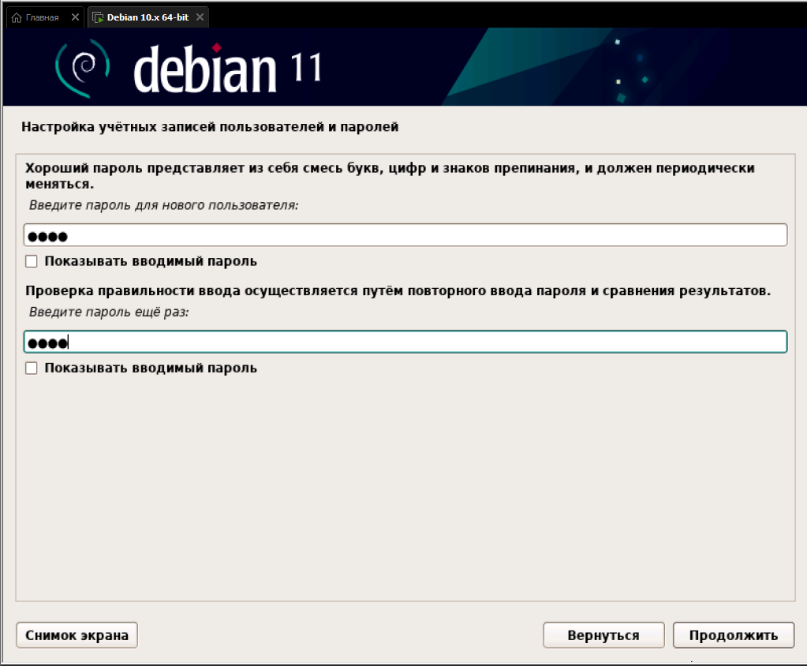 Главная
Debian 10.x 64-bit
debian 11
Настройка учётных записей пользователей и паролей
Хороший пароль представляет из себя смесь букв, цифр и знаков препинания, и должен периодически
меняться.
Введите пароль для нового пользователя:
●●●●
Показывать вводимый пароль
Проверка правильности ввода осуществляется путём повторного ввода пароля и сравнения результатов.
Введите пароль ещё раз:
●●●●
Показывать вводимый пароль
Снимок экрана
Вернуться
Продолжить